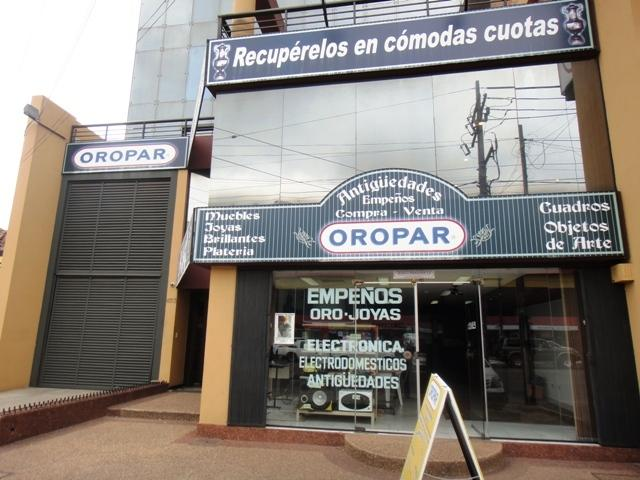 Recupérelos en cómodas cuotas
OROPAR
Antigüedades
Empeños
Compra - Venta
OROPAR
Muebles
Joyas
Brillantes
Platería
Cuadros
Objetos
de Arte
EMPEÑOS
ORO·JOYAS
ELECTRONICA,
ELECTRODOMESTICOS
ANTIGÜEDADES